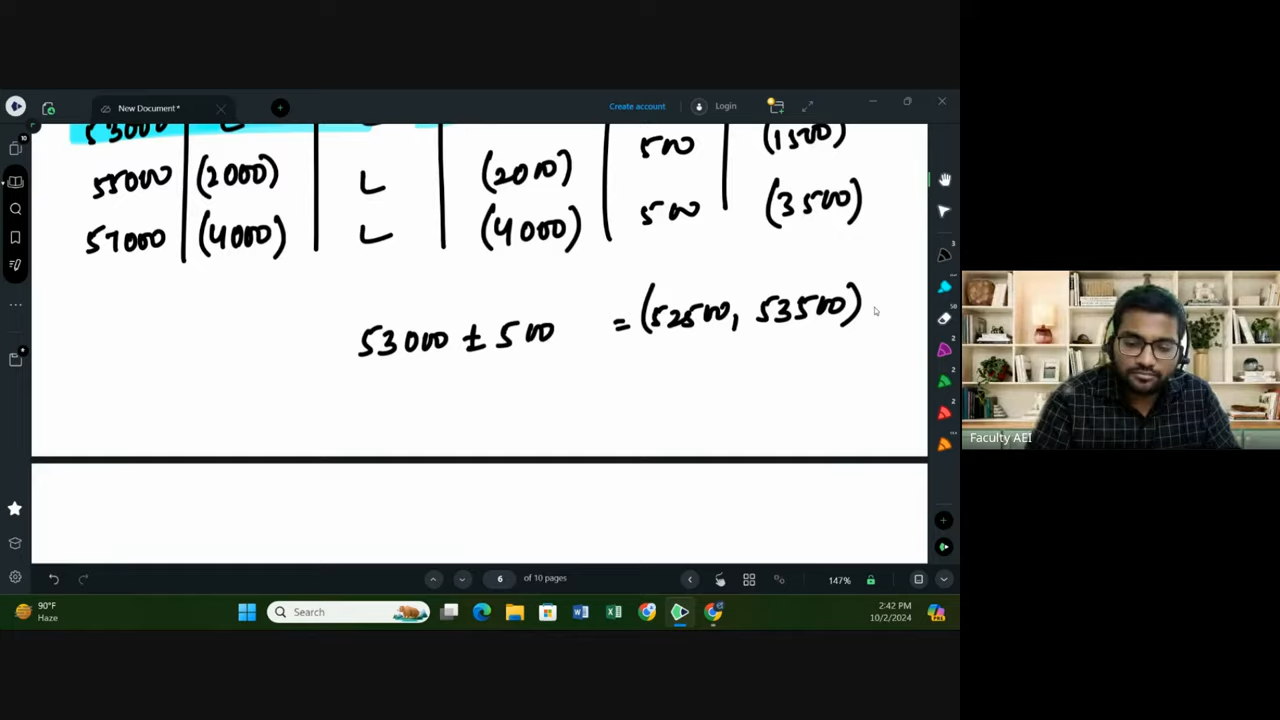 New Document*
Create account
Login
53000 500 (1500)
55000 (2000) L (2000)
57000 (4000) L (4000) 500 (3500)
53000 ± 500 = (52500, 53500)
Faculty AEI
6 of 10 pages
147%
90°F
Haze
Search
2:42 PM
10/2/2024